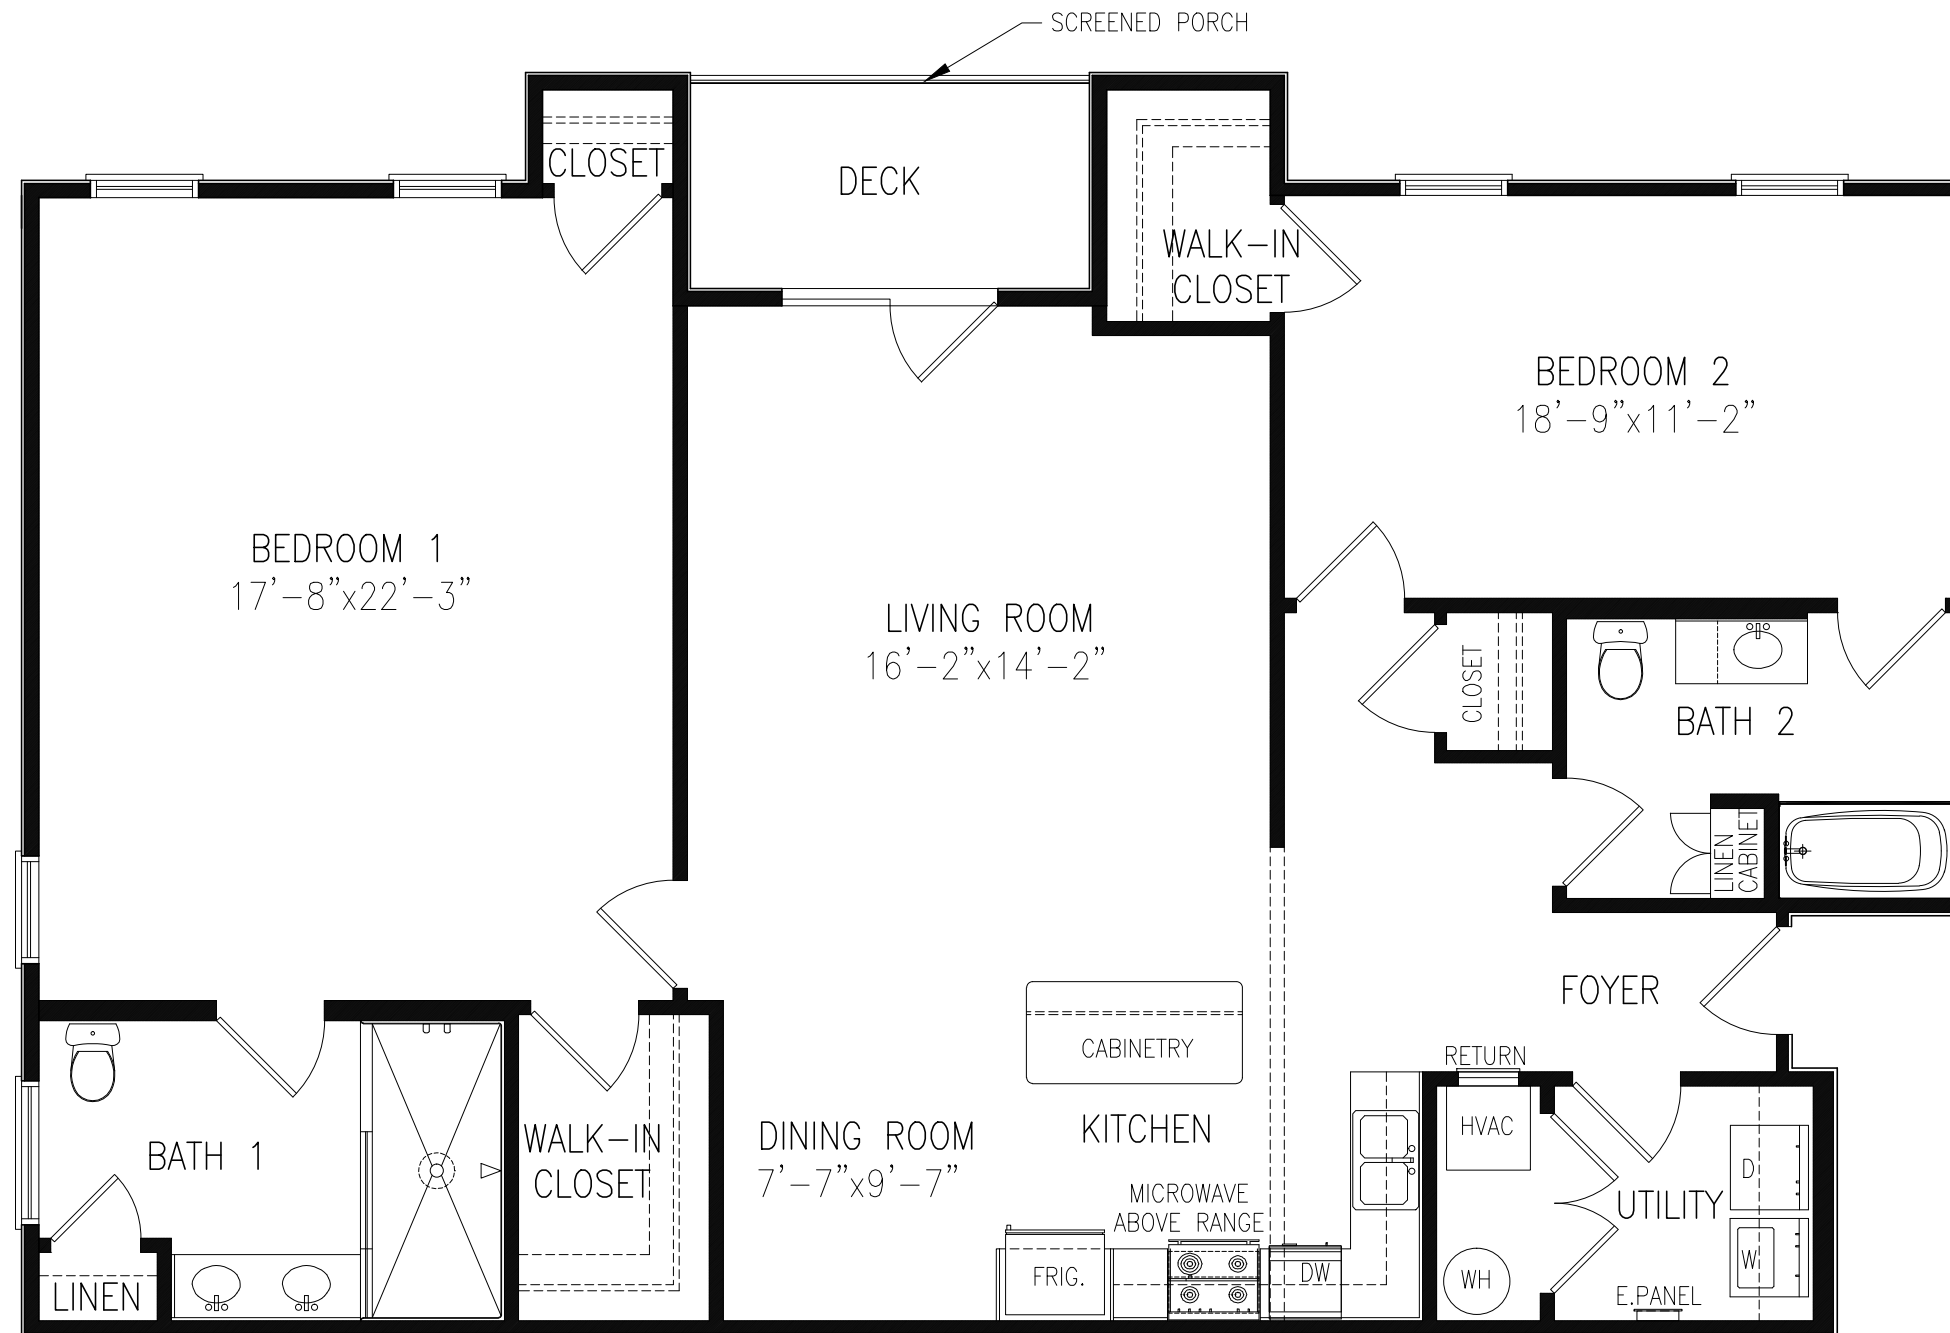 SCREENED PORCH
CLOSET
DECK
WALK-IN
CLOSET
BEDROOM 2
18'-9"x11'-2"
BEDROOM 1
17'-8"x22'-3"
LIVING ROOM
16'-2"x14'-2"
CLOSET
BATH 2
LINEN
CABINET
FOYER
CABINETRY
RETURN
KITCHEN
HVAC
DINING ROOM
7'-7"x9'-7"
BATH 1
WALK-IN
CLOSET
MICROWAVE
ABOVE RANGE
D
UTILITY
W
FRIG.
DW
WH
E.PANEL
LINEN